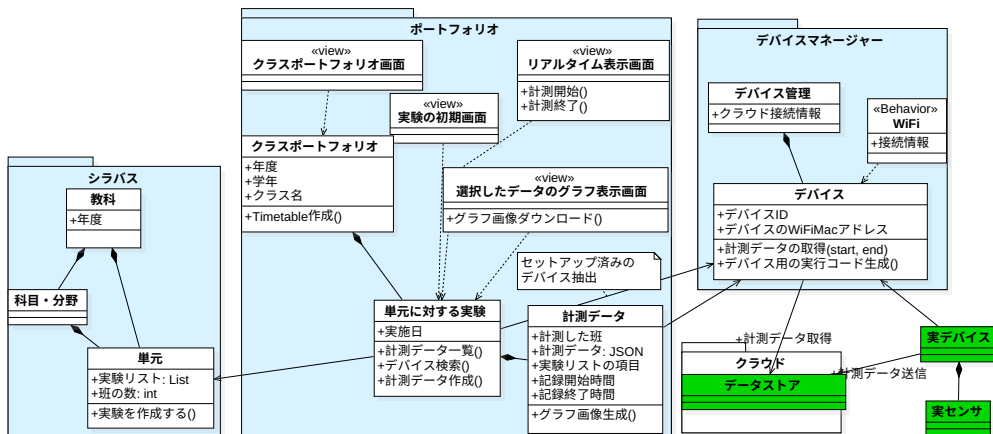 シラバス
教科
+年度
科目・分野
単元
+実験リスト: List
+班の数: int
+実験を作成する()
ポートフォリオ
«view»
クラスポートフォリオ画面
«view»
リアルタイム表示画面
+計測開始()
+計測終了()
«view»
実験の初期画面
クラスポートフォリオ
+年度
+学年
+クラス名
+Timetable作成()
«view»
選択したデータのグラフ表示画面
+グラフ画像ダウンロード()
セットアップ済みの
デバイス抽出
単元に対する実験
+実施日
+計測データ一覧()
+デバイス検索()
+計測データ作成()
計測データ
+計測した班
+計測データ: JSON
+実験リストの項目
+記録開始時間
+記録終了時間
+グラフ画像生成()
デバイスマネージャー
デバイス管理
+クラウド接続情報
«Behavior»
WiFi
+接続情報
デバイス
+デバイスID
+デバイスのWiFiMacアドレス
+計測データの取得(start, end)
+デバイス用の実行コード生成()
+計測データ取得
クラウド
データストア
+計測データ送信
実デバイス
実センサ